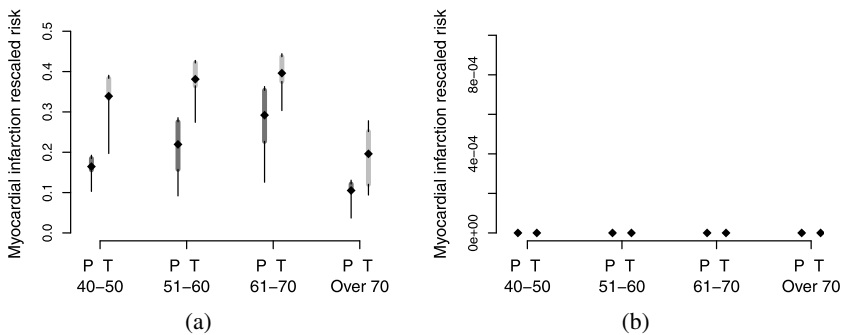 Myocardial infarction rescaled risk
0.5
0.4
0.3
0.2
0.1
0.0
P T P T P T P T
40−50 51−60 61−70 Over 70
(a)
Myocardial infarction rescaled risk
8e−04
4e−04
0e+00
P T P T P T P T
40−50 51−60 61−70 Over 70
(b)